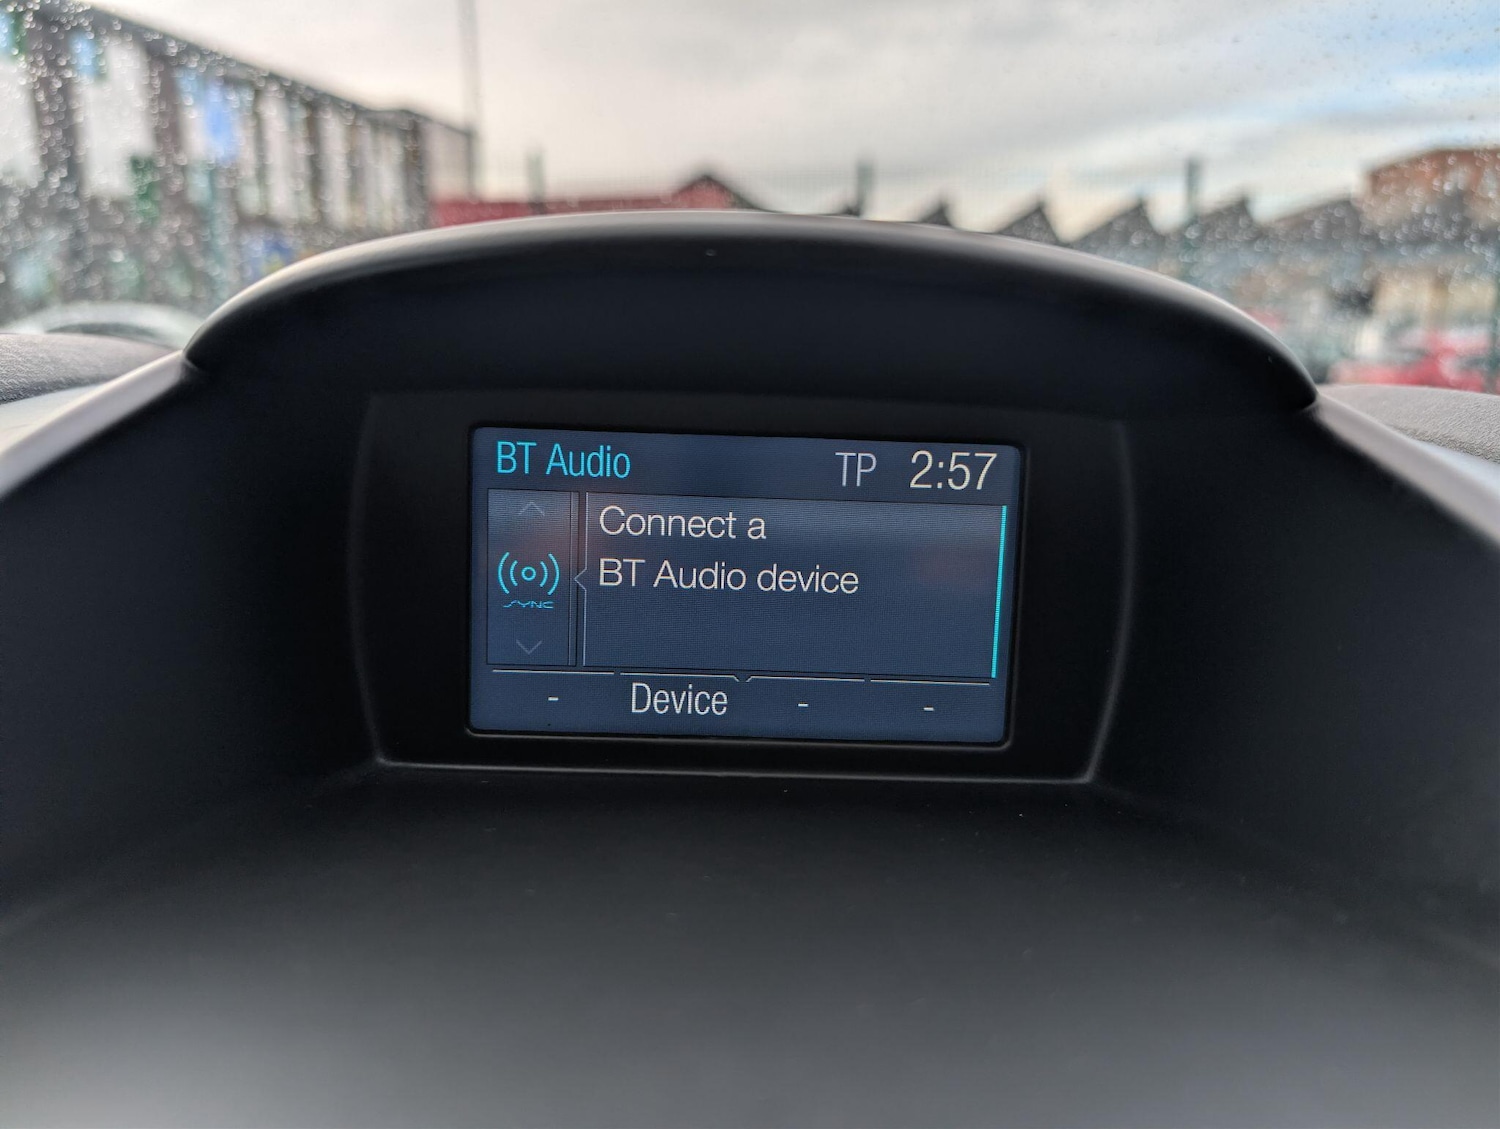 BT Audio TP 2:57
Connect a
BT Audio device
SYNC
- Device - -